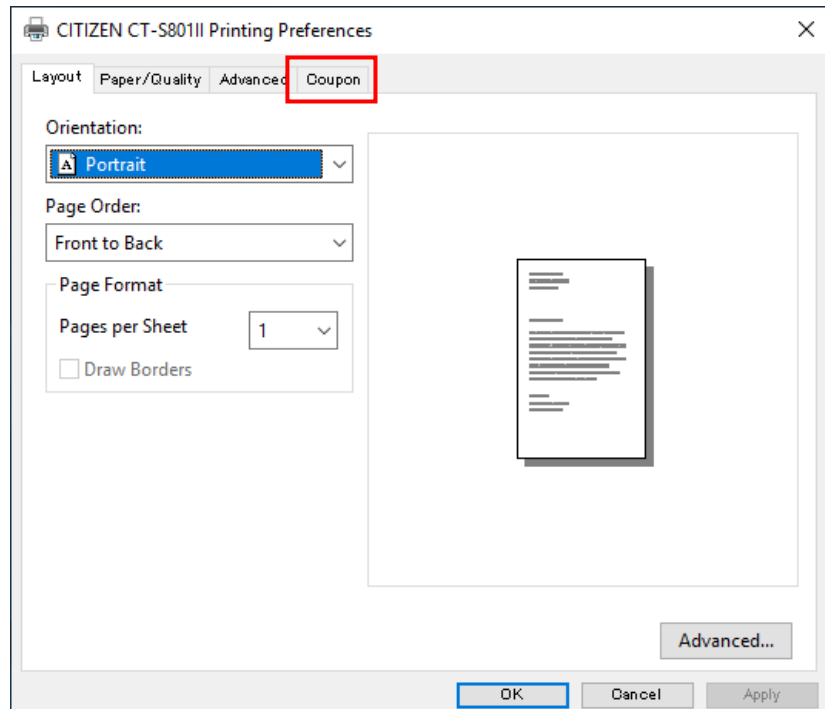 CITIZEN CT-S801II Printing Preferences
Layout Paper/Quality Advanced Coupon
Orientation:
A Portrait
Page Order:
Front to Back
Page Format
Pages per Sheet 1
Draw Borders
Advanced...
OK Cancel Apply